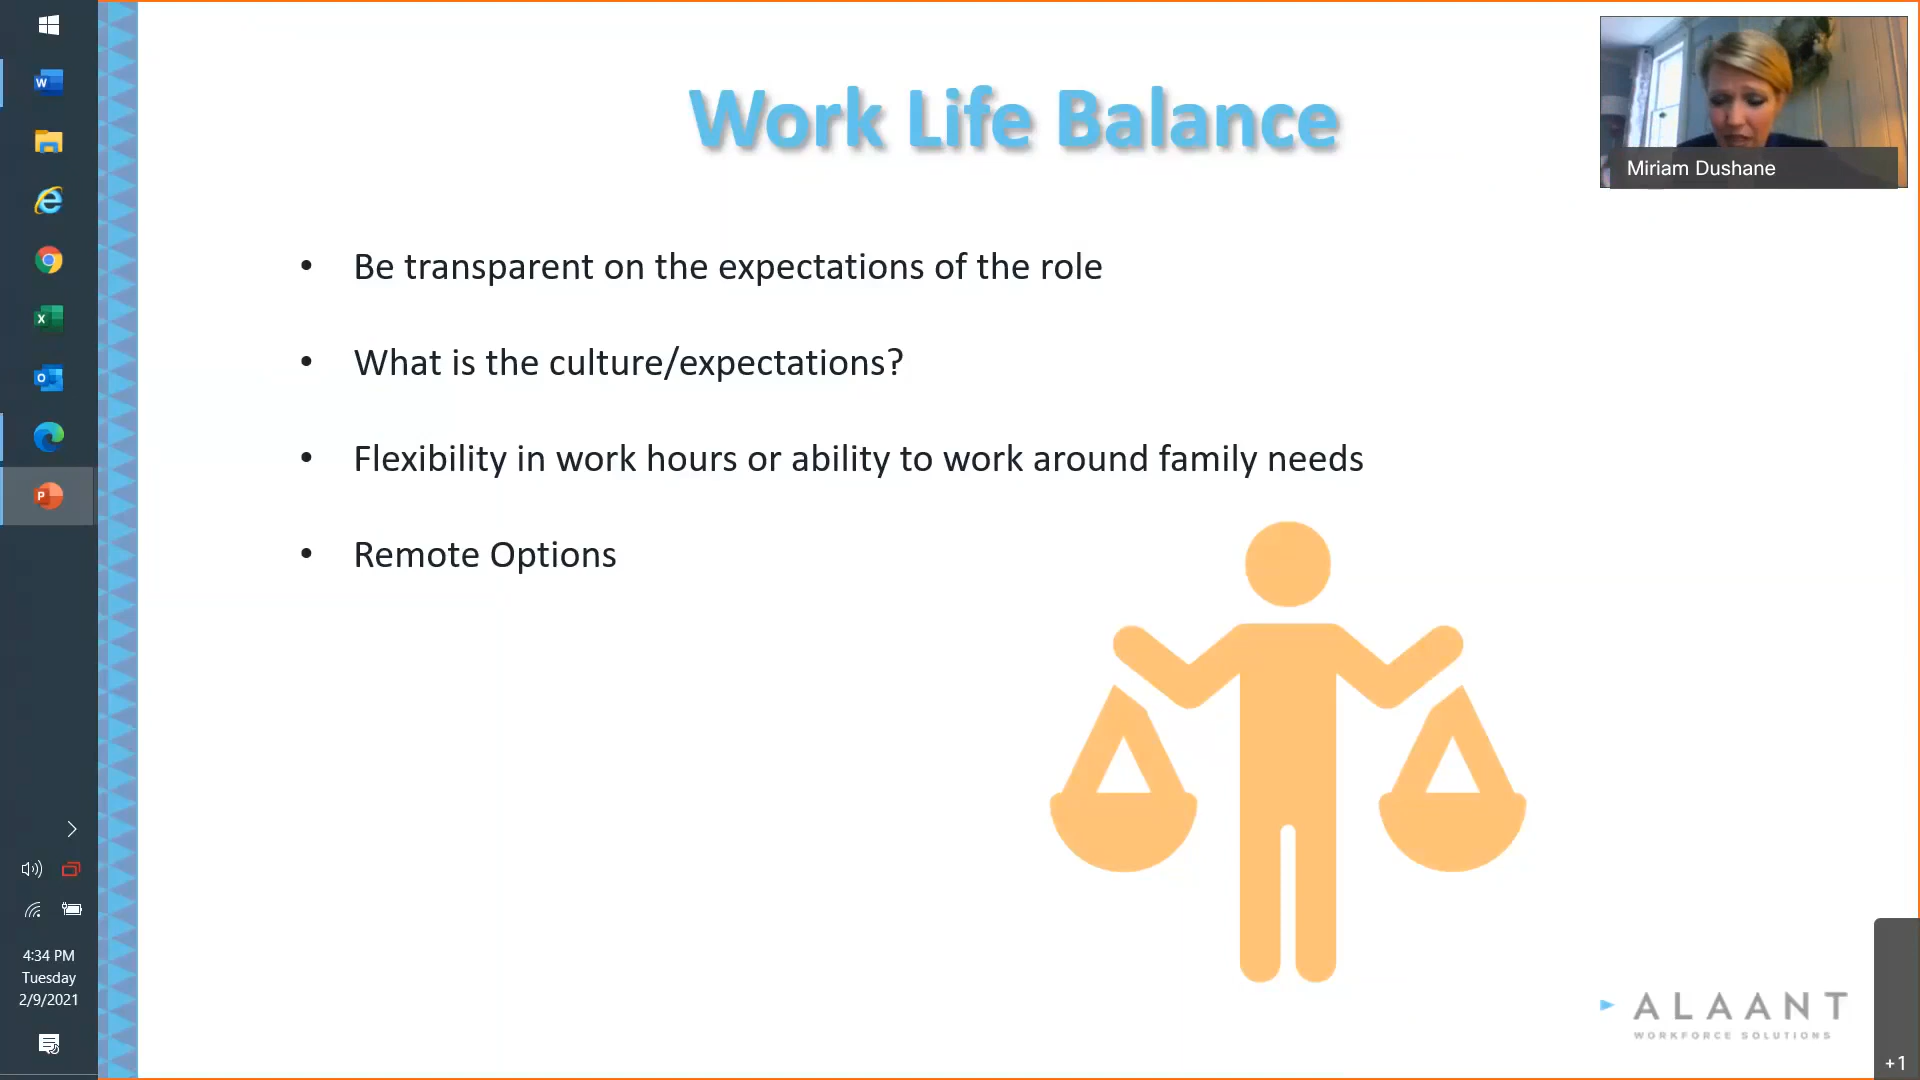 Work Life Balance
Miriam Dushane
• Be transparent on the expectations of the role
• What is the culture/expectations?
• Flexibility in work hours or ability to work around family needs
• Remote Options
4:34 PM
Tuesday
2/9/2021
ALAANT
WORKFORCE SOLUTIONS
+1
W
X
O
P